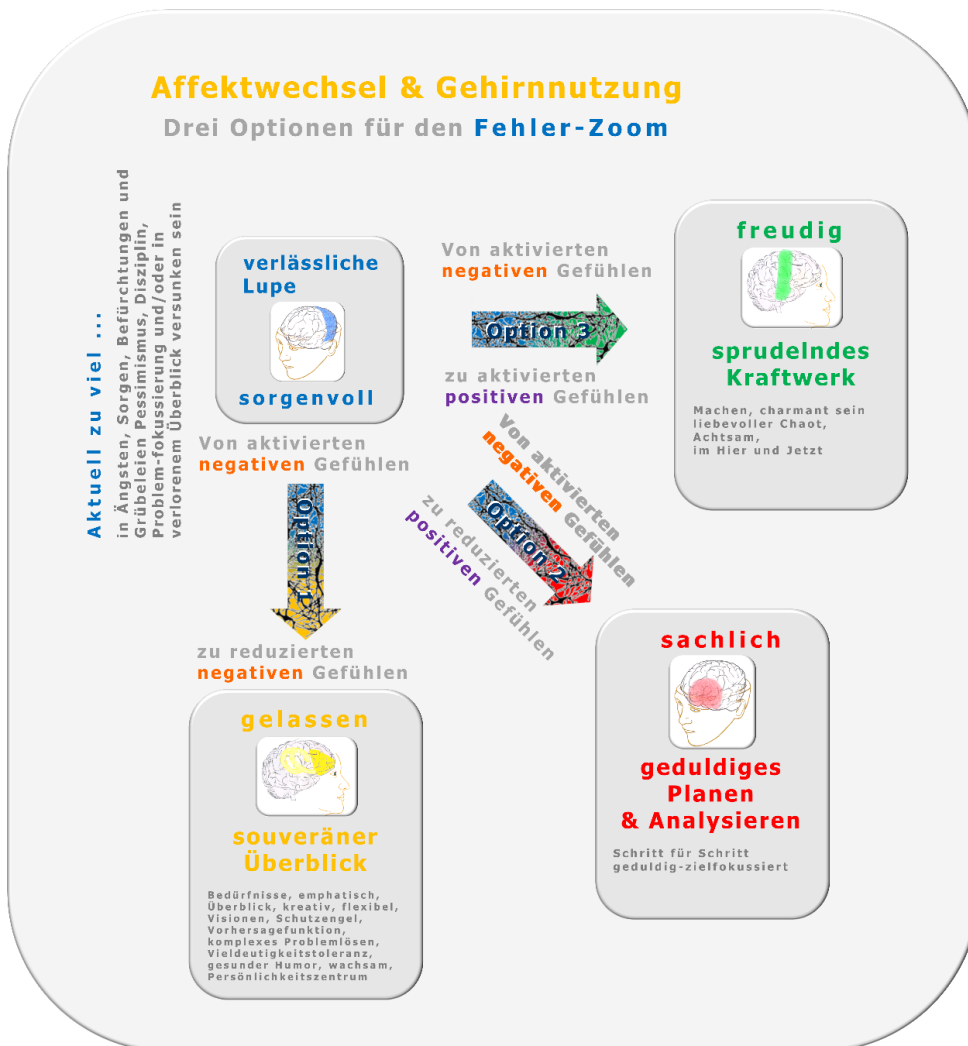 Affektwechsel & Gehirnnutzung
Drei Optionen für den Fehler-Zoom
Aktuell zu viel ...
in Ängsten, Sorgen, Befürchtungen und
Grübeleien Pessimismus, Disziplin,
Problem-fokussierung und/oder in
verlorenem Überblick versunken sein
verlässliche
Lupe
sorgenvoll
Von aktivierten
negativen Gefühlen
Option 3
zu aktivierten
positiven Gefühlen
freudig
sprudelndes
Kraftwerk
Machen, charmant sein
liebevoller Chaot,
Achtsam,
im Hier und Jetzt
Von aktivierten
negativen Gefühlen
Option 1
zu reduzierten
negativen Gefühlen
Von aktivierten
negativen Gefühlen
Option 2
zu reduzierten
positiven Gefühlen
gelassen
souveräner
Überblick
Bedürfnisse, emphatisch,
Überblick, kreativ, flexibel,
Visionen, Schutzengel,
Vorhersagefunktion,
komplexes Problemlösen,
Vieldeutigkeitstoleranz,
gesunder Humor, wachsam,
Persönlichkeitszentrum
sachlich
geduldiges
Planen
& Analysieren
Schritt für Schritt
geduldig-zielfokussiert